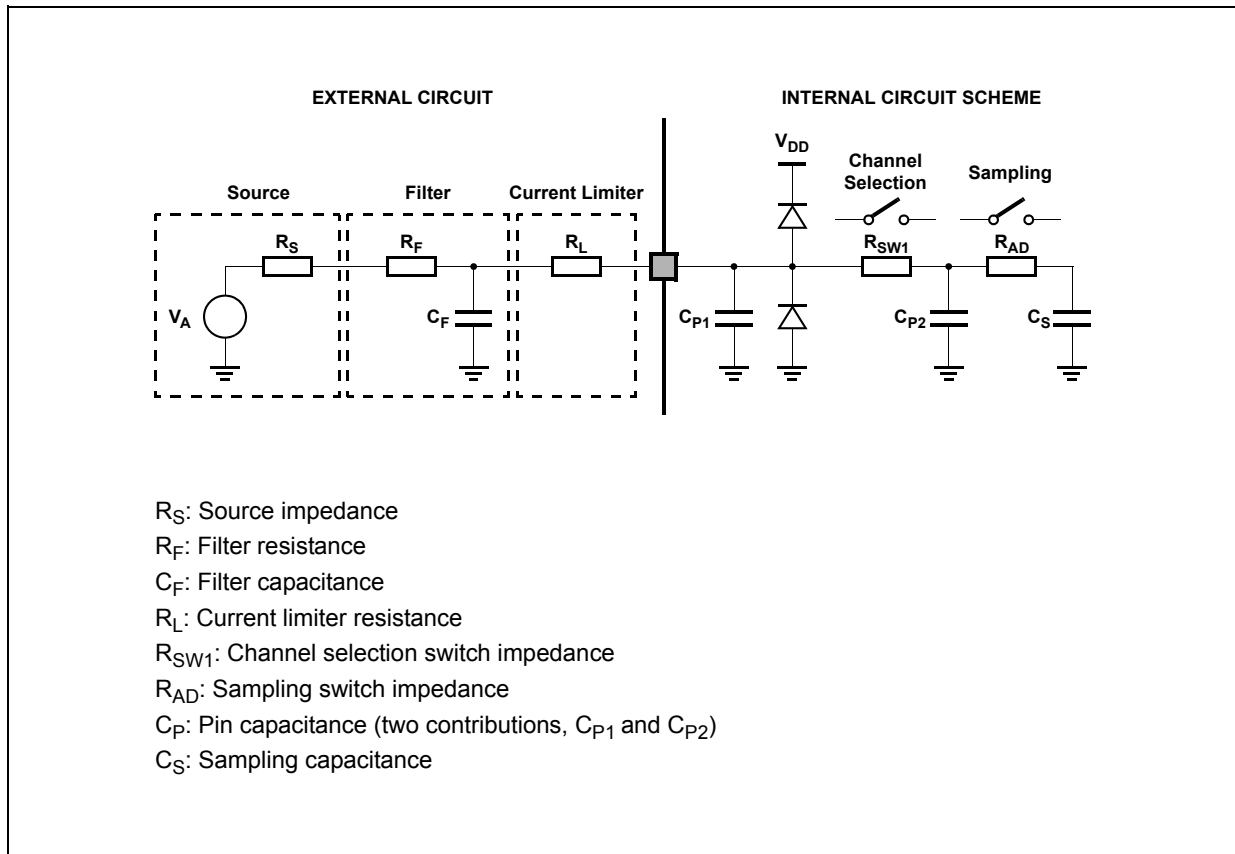 EXTERNAL CIRCUIT
INTERNAL CIRCUIT SCHEME
VDD
Channel
Selection
Sampling
Source
Filter
Current Limiter
RS
RF
RL
RSW1
RAD
VA
CF
CP1
CP2
CS
RS: Source impedance
RF: Filter resistance
CF: Filter capacitance
RL: Current limiter resistance
RSW1: Channel selection switch impedance
RAD: Sampling switch impedance
CP: Pin capacitance (two contributions, CP1 and CP2)
CS: Sampling capacitance